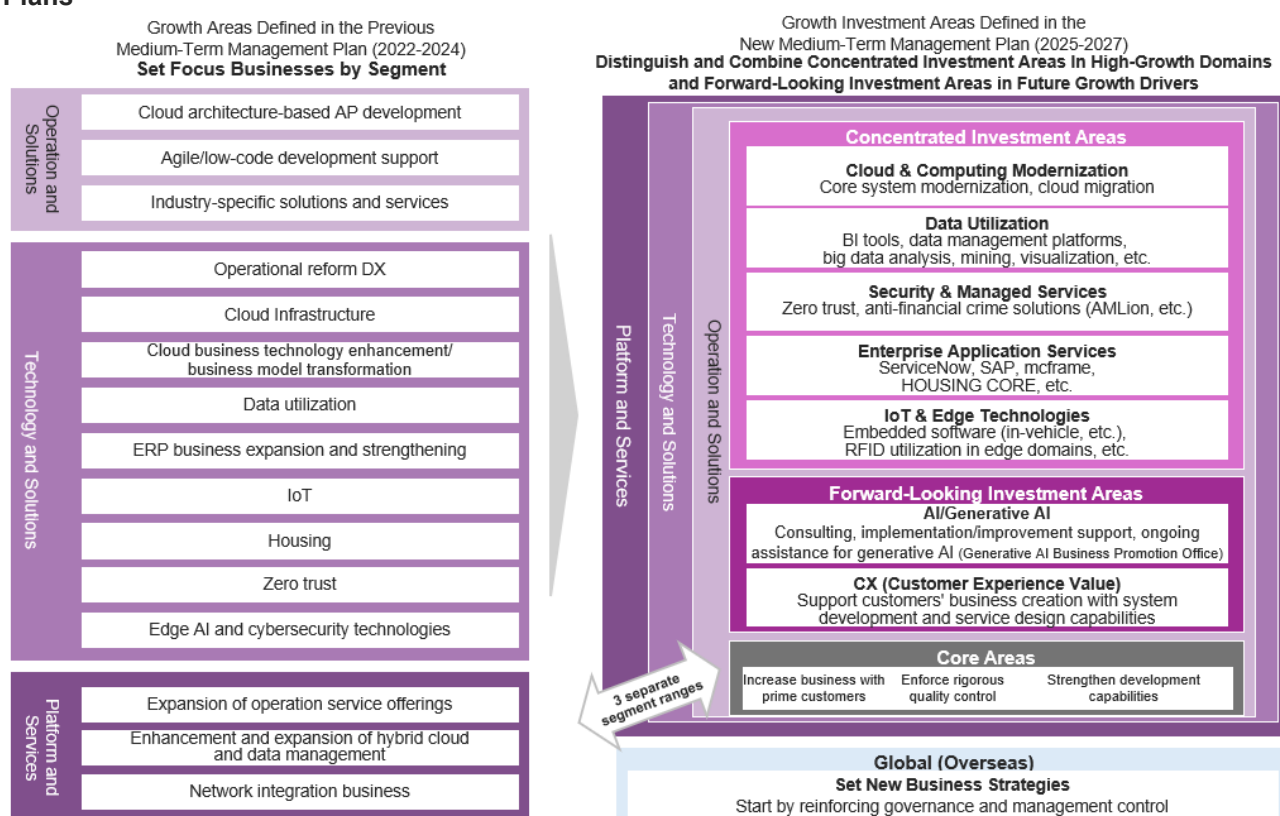 Plans
Growth Areas Defined in the Previous
Medium-Term Management Plan (2022-2024)
Set Focus Businesses by Segment
Operation and
Solutions
Cloud architecture-based AP development
Agile/low-code development support
Industry-specific solutions and services
Technology and Solutions
Operational reform DX
Cloud Infrastructure
Cloud business technology enhancement/
business model transformation
Data utilization
ERP business expansion and strengthening
IoT
Housing
Zero trust
Edge AI and cybersecurity technologies
Platform and
Services
Expansion of operation service offerings
Enhancement and expansion of hybrid cloud
and data management
Network integration business
Growth Investment Areas Defined in the
New Medium-Term Management Plan (2025-2027)
Distinguish and Combine Concentrated Investment Areas In High-Growth Domains
and Forward-Looking Investment Areas in Future Growth Drivers
Platform and Services
Technology and Solutions
Operation and Solutions
Concentrated Investment Areas
Cloud & Computing Modernization
Core system modernization, cloud migration
Data Utilization
BI tools, data management platforms,
big data analysis, mining, visualization, etc.
Security & Managed Services
Zero trust, anti-financial crime solutions (AMLion, etc.)
Enterprise Application Services
ServiceNow, SAP, mcframe,
HOUSING CORE, etc.
IoT & Edge Technologies
Embedded software (in-vehicle, etc.),
RFID utilization in edge domains, etc.
Forward-Looking Investment Areas
AI/Generative AI
Consulting, implementation/improvement support, ongoing
assistance for generative AI (Generative AI Business Promotion Office)
CX (Customer Experience Value)
Support customers' business creation with system
development and service design capabilities
Core Areas
Increase business with
prime customers
Enforce rigorous
quality control
Strengthen development
capabilities
3 separate
segment ranges
Global (Overseas)
Set New Business Strategies
Start by reinforcing governance and management control